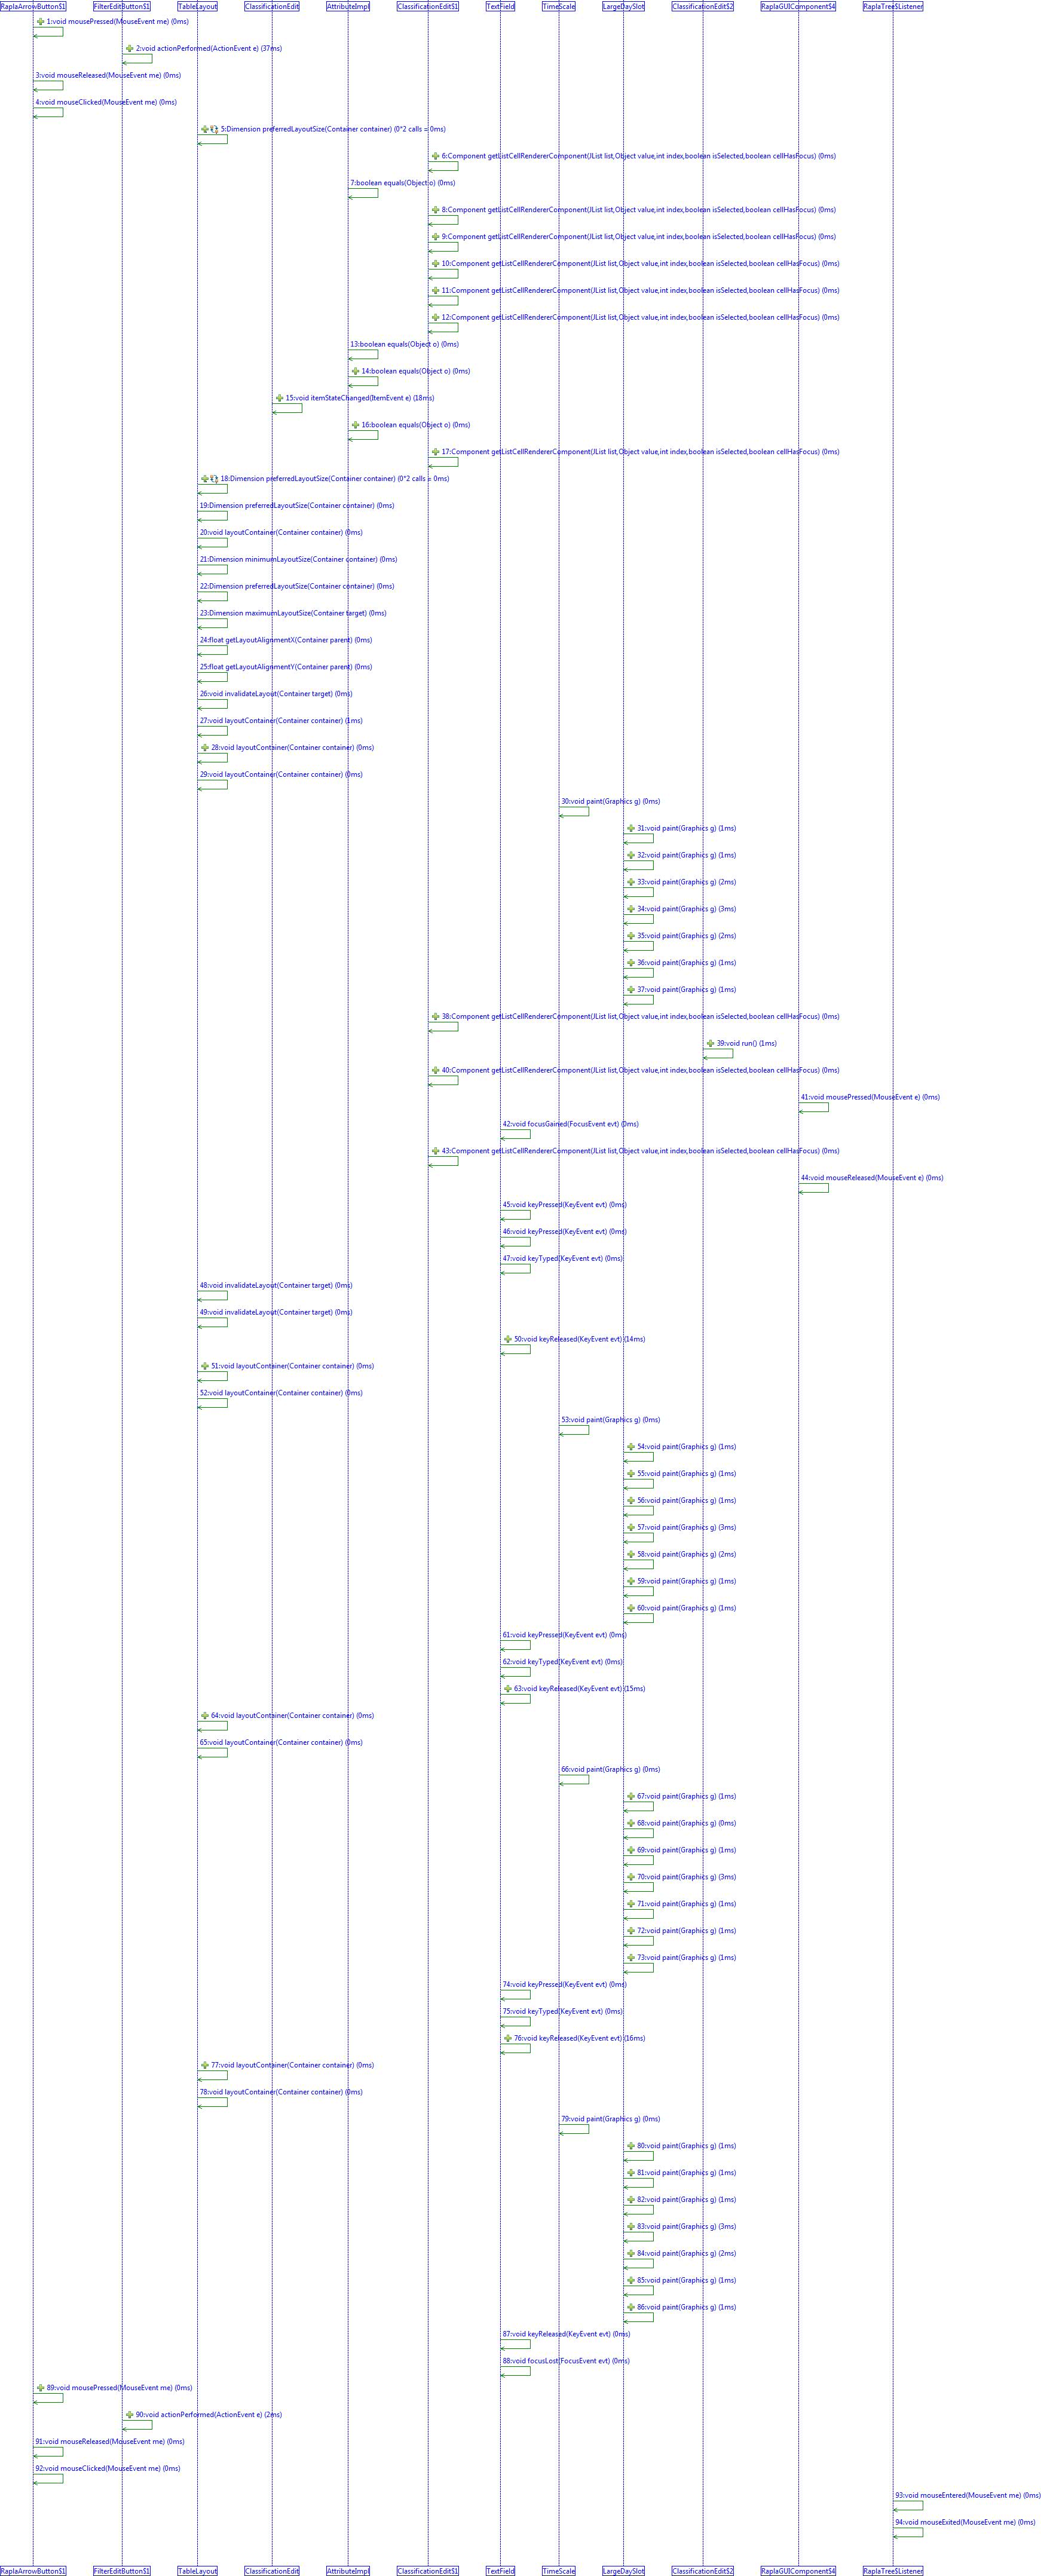 RaplaArrowButton$1 FilterEditButton$1 TableLayout ClassificationEdit AttributeImpl ClassificationEdit$1 TextField TimeScale LargeDaySlot ClassificationEdit$2 RaplaGUIComponent$4 RaplaTree$Listener
1:void mousePressed(MouseEvent me) (0ms)
2:void actionPerformed(ActionEvent e) (37ms)
3:void mouseReleased(MouseEvent me) (0ms)
4:void mouseClicked(MouseEvent me) (0ms)
5:Dimension preferredLayoutSize(Container container) (0*2 calls = 0ms)
6:Component getListCellRendererComponent(JList list,Object value,int index,boolean isSelected,boolean cellHasFocus) (0ms)
7:boolean equals(Object o) (0ms)
8:Component getListCellRendererComponent(JList list,Object value,int index,boolean isSelected,boolean cellHasFocus) (0ms)
9:Component getListCellRendererComponent(JList list,Object value,int index,boolean isSelected,boolean cellHasFocus) (0ms)
10:Component getListCellRendererComponent(JList list,Object value,int index,boolean isSelected,boolean cellHasFocus) (0ms)
11:Component getListCellRendererComponent(JList list,Object value,int index,boolean isSelected,boolean cellHasFocus) (0ms)
12:Component getListCellRendererComponent(JList list,Object value,int index,boolean isSelected,boolean cellHasFocus) (0ms)
13:boolean equals(Object o) (0ms)
14:boolean equals(Object o) (0ms)
15:void itemStateChanged(ItemEvent e) (18ms)
16:boolean equals(Object o) (0ms)
17:Component getListCellRendererComponent(JList list,Object value,int index,boolean isSelected,boolean cellHasFocus) (0ms)
18:Dimension preferredLayoutSize(Container container) (0*2 calls = 0ms)
19:Dimension preferredLayoutSize(Container container) (0ms)
20:void layoutContainer(Container container) (0ms)
21:Dimension minimumLayoutSize(Container container) (0ms)
22:Dimension preferredLayoutSize(Container container) (0ms)
23:Dimension maximumLayoutSize(Container target) (0ms)
24:float getLayoutAlignmentX(Container parent) (0ms)
25:float getLayoutAlignmentY(Container parent) (0ms)
26:void invalidateLayout(Container target) (0ms)
27:void layoutContainer(Container container) (1ms)
28:void layoutContainer(Container container) (0ms)
29:void layoutContainer(Container container) (0ms)
30:void paint(Graphics g) (0ms)
31:void paint(Graphics g) (1ms)
32:void paint(Graphics g) (1ms)
33:void paint(Graphics g) (2ms)
34:void paint(Graphics g) (3ms)
35:void paint(Graphics g) (2ms)
36:void paint(Graphics g) (1ms)
37:void paint(Graphics g) (1ms)
38:Component getListCellRendererComponent(JList list,Object value,int index,boolean isSelected,boolean cellHasFocus) (0ms)
39:void run() (1ms)
40:Component getListCellRendererComponent(JList list,Object value,int index,boolean isSelected,boolean cellHasFocus) (0ms)
41:void mousePressed(MouseEvent e) (0ms)
42:void focusGained(FocusEvent evt) (0ms)
43:Component getListCellRendererComponent(JList list,Object value,int index,boolean isSelected,boolean cellHasFocus) (0ms)
44:void mouseReleased(MouseEvent e) (0ms)
45:void keyPressed(KeyEvent evt) (0ms)
46:void keyPressed(KeyEvent evt) (0ms)
47:void keyTyped(KeyEvent evt) (0ms)
48:void invalidateLayout(Container target) (0ms)
49:void invalidateLayout(Container target) (0ms)
50:void keyReleased(KeyEvent evt) (14ms)
51:void layoutContainer(Container container) (0ms)
52:void layoutContainer(Container container) (0ms)
53:void paint(Graphics g) (0ms)
54:void paint(Graphics g) (1ms)
55:void paint(Graphics g) (1ms)
56:void paint(Graphics g) (1ms)
57:void paint(Graphics g) (3ms)
58:void paint(Graphics g) (2ms)
59:void paint(Graphics g) (1ms)
60:void paint(Graphics g) (1ms)
61:void keyPressed(KeyEvent evt) (0ms)
62:void keyTyped(KeyEvent evt) (0ms)
63:void keyReleased(KeyEvent evt) (15ms)
64:void layoutContainer(Container container) (0ms)
65:void layoutContainer(Container container) (0ms)
66:void paint(Graphics g) (0ms)
67:void paint(Graphics g) (1ms)
68:void paint(Graphics g) (0ms)
69:void paint(Graphics g) (1ms)
70:void paint(Graphics g) (3ms)
71:void paint(Graphics g) (1ms)
72:void paint(Graphics g) (1ms)
73:void paint(Graphics g) (1ms)
74:void keyPressed(KeyEvent evt) (0ms)
75:void keyTyped(KeyEvent evt) (0ms)
76:void keyReleased(KeyEvent evt) (16ms)
77:void layoutContainer(Container container) (0ms)
78:void layoutContainer(Container container) (0ms)
79:void paint(Graphics g) (0ms)
80:void paint(Graphics g) (1ms)
81:void paint(Graphics g) (1ms)
82:void paint(Graphics g) (1ms)
83:void paint(Graphics g) (3ms)
84:void paint(Graphics g) (2ms)
85:void paint(Graphics g) (1ms)
86:void paint(Graphics g) (1ms)
87:void keyReleased(KeyEvent evt) (0ms)
88:void focusLost(FocusEvent evt) (0ms)
89:void mousePressed(MouseEvent me) (0ms)
90:void actionPerformed(ActionEvent e) (2ms)
91:void mouseReleased(MouseEvent me) (0ms)
92:void mouseClicked(MouseEvent me) (0ms)
93:void mouseEntered(MouseEvent me) (0ms)
94:void mouseExited(MouseEvent me) (0ms)
RaplaArrowButton$1 FilterEditButton$1 TableLayout ClassificationEdit AttributeImpl ClassificationEdit$1 TextField TimeScale LargeDaySlot ClassificationEdit$2 RaplaGUIComponent$4 RaplaTree$Listener